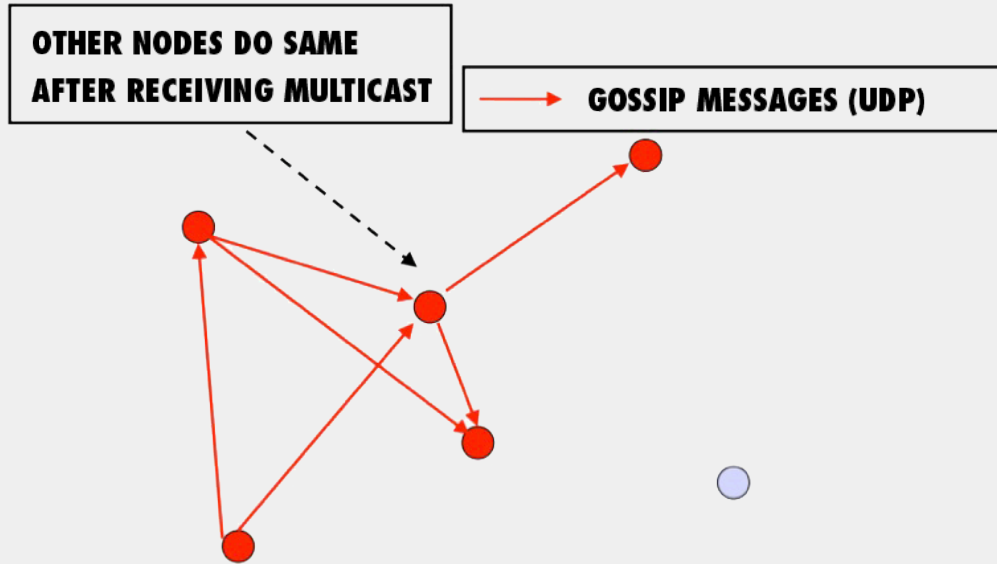 OTHER NODES DO SAME
AFTER RECEIVING MULTICAST
GOSSIP MESSAGES (UDP)